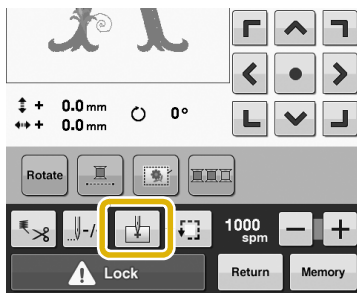 + 0.0 mm
+ 0.0 mm
0°
Rotate
-/
1000
spm
− +
Lock
Return
Memory